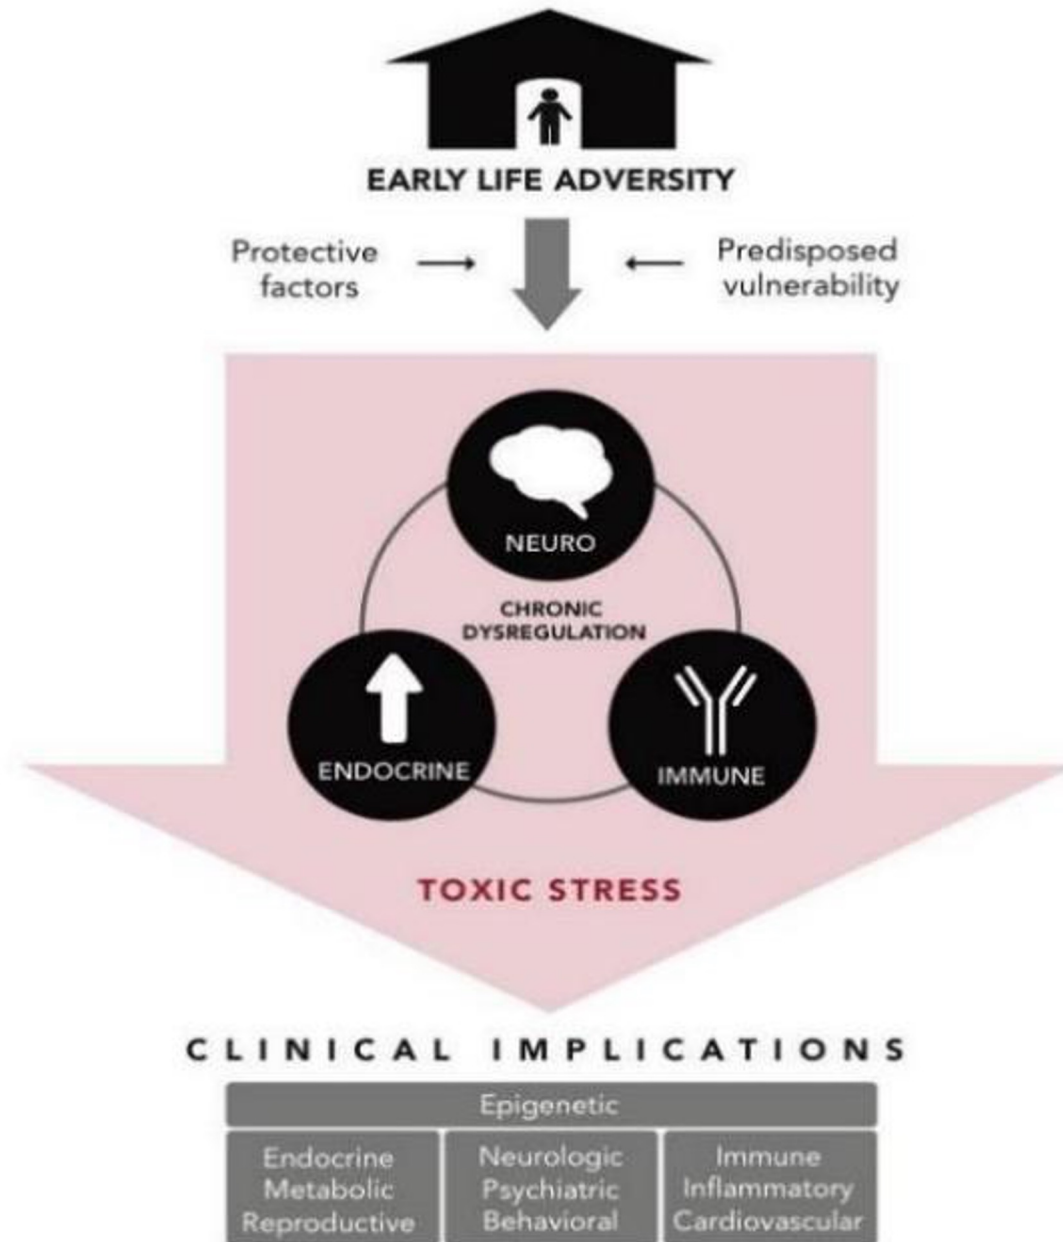 EARLY LIFE ADVERSITY
Protective
factors
Predisposed
vulnerability
NEURO
CHRONIC
DYSREGULATION
ENDOCRINE
IMMUNE
TOXIC STRESS
CLINICAL IMPLICATIONS
Epigenetic
Endocrine
Metabolic
Reproductive
Neurologic
Psychiatric
Behavioral
Immune
Inflammatory
Cardiovascular